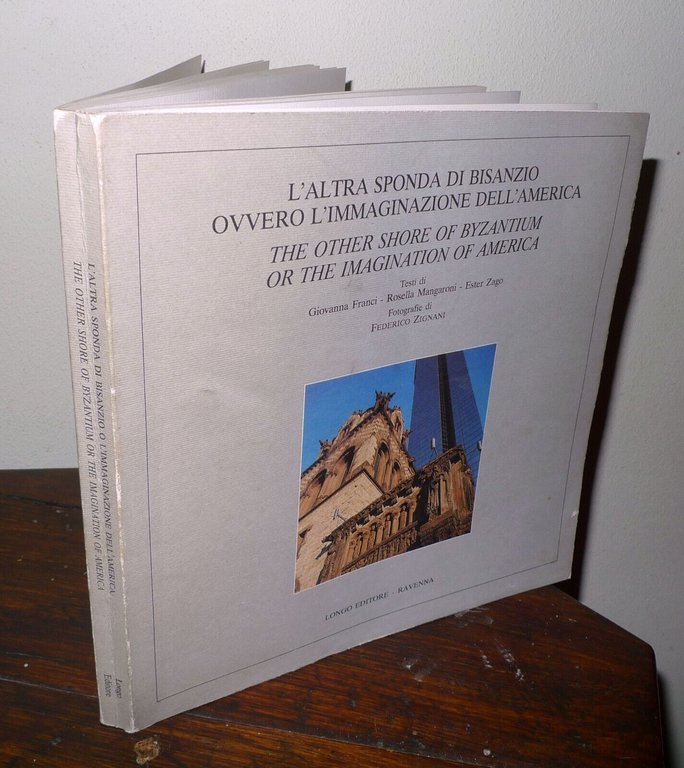 L'ALTRA SPONDA DI BISANZIO
OVVERO L'IMMAGINAZIONE DELL'AMERICA
THE OTHER SHORE OF BYZANTIUM
OR THE IMAGINATION OF AMERICA
Testi di
Giovanna Franci - Rosella Mangaroni - Ester Zago
Fotografie di
FEDERICO ZIGNANI
LONGO EDITORE - RAVENNA
L'ALTRA SPONDA DI BISANZIO O L'IMMAGINAZIONE DELL'AMERICA
THE OTHER SHORE OF BYZANTIUM OR THE IMAGINATION OF AMERICA
Longo
Editore